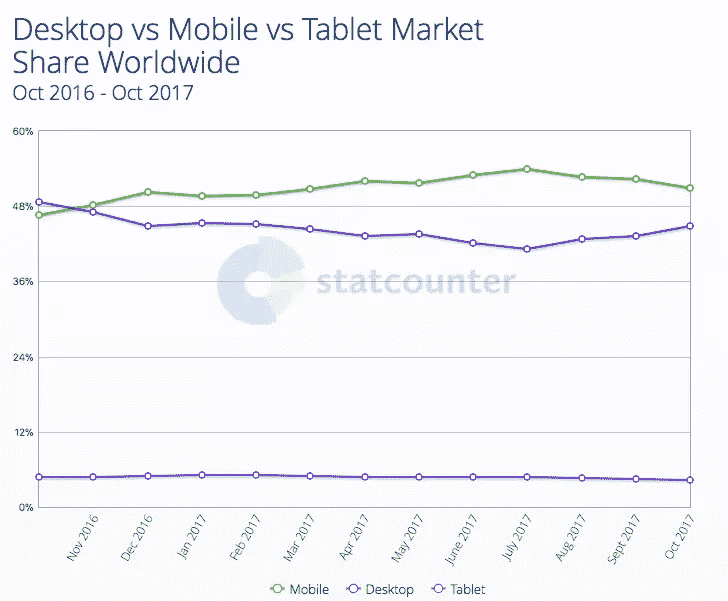 Desktop vs Mobile vs Tablet Market
Share Worldwide
Oct 2016 - Oct 2017
60%
48%
36%
statcounter
24%
12%
0%
Nov 2016
Dec 2016
Jan 2017
Feb 2017
Mar 2017
Apr 2017
May 2017
June 2017
July 2017
Aug 2017
Sept 2017
Oct 2017
Mobile Desktop Tablet